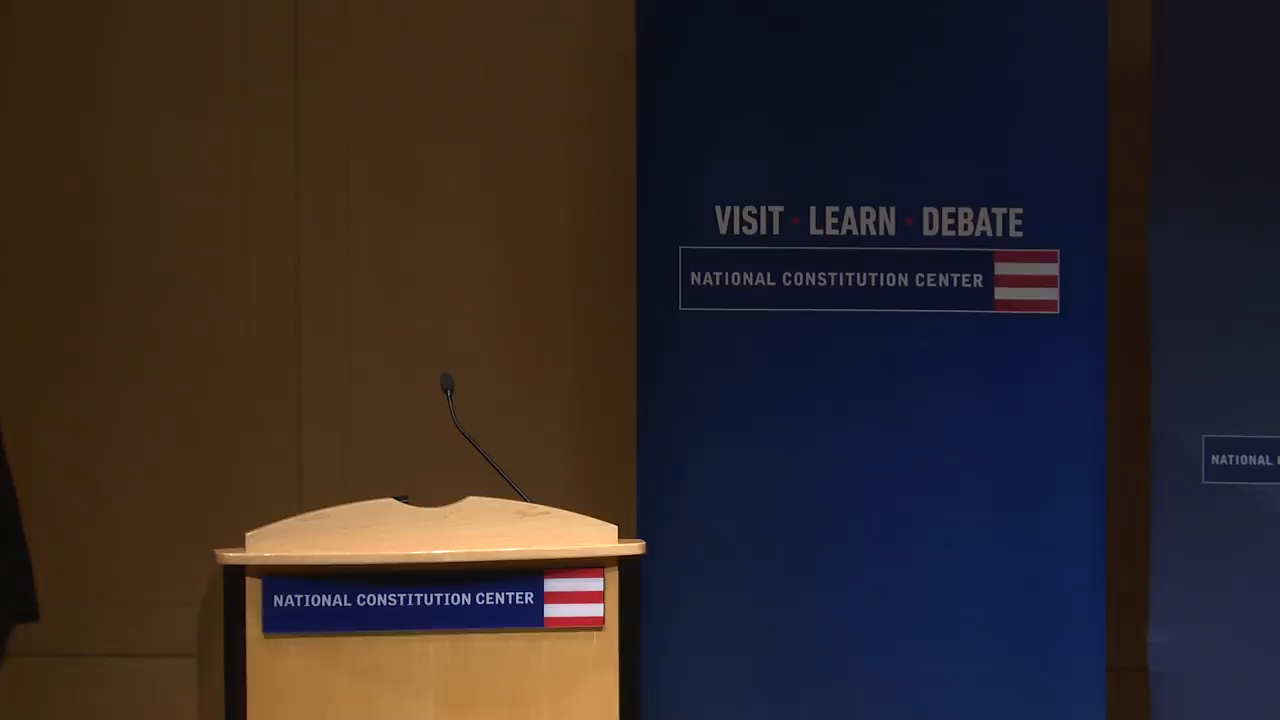 VISIT · LEARN · DEBATE
NATIONAL CONSTITUTION CENTER
NATIONAL
NATIONAL CONSTITUTION CENTER